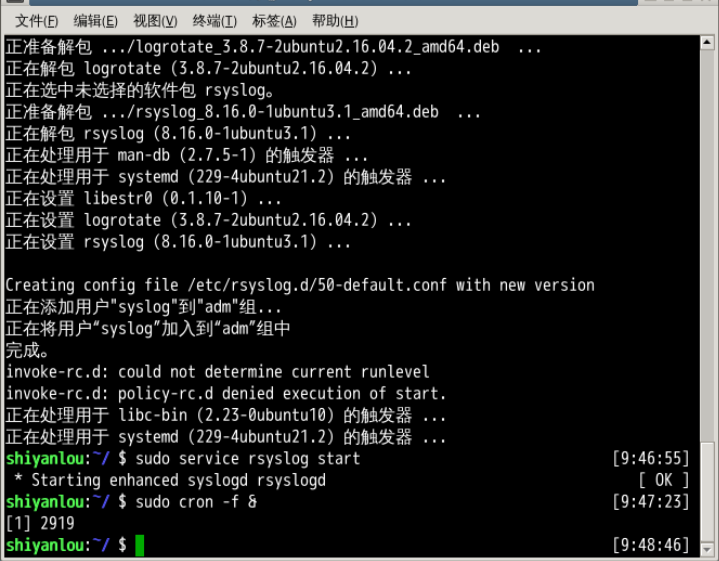 文件(F) 编辑(E) 视图(V) 终端(T) 标签(A) 帮助(H)
正准备解包 .../logrotate_3.8.7-2ubuntu2.16.04.2_amd64.deb ...
正在解包 logrotate (3.8.7-2ubuntu2.16.04.2) ...
正在选中未选择的软件包 rsyslog。
正准备解包 .../rsyslog_8.16.0-1ubuntu3.1_amd64.deb ...
正在解包 rsyslog (8.16.0-1ubuntu3.1) ...
正在处理用于 man-db (2.7.5-1) 的触发器 ...
正在处理用于 systemd (229-4ubuntu21.2) 的触发器 ...
正在设置 libestr0 (0.1.10-1) ...
正在设置 logrotate (3.8.7-2ubuntu2.16.04.2) ...
正在设置 rsyslog (8.16.0-1ubuntu3.1) ...
Creating config file /etc/rsyslog.d/50-default.conf with new version
正在添加用户"syslog"到"adm"组...
正在将用户“syslog”加入到“adm”组中
完成。
invoke-rc.d: could not determine current runlevel
invoke-rc.d: policy-rc.d denied execution of start.
正在处理用于 libc-bin (2.23-0ubuntu10) 的触发器 ...
正在处理用于 systemd (229-4ubuntu21.2) 的触发器 ...
shiyanlou:~/ $ sudo service rsyslog start [9:46:55]
* Starting enhanced syslogd rsyslogd [ OK ]
shiyanlou:~/ $ sudo cron -f & [9:47:23]
[1] 2919
shiyanlou:~/ $ [9:48:46]